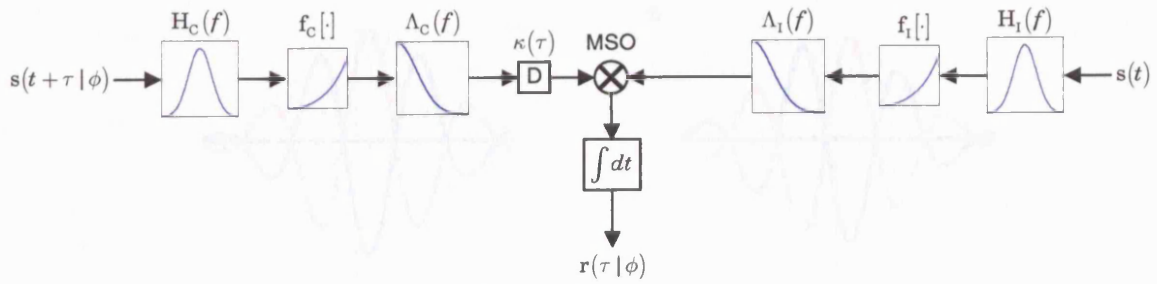 H_C(f)
f_C[·]
Λ_C(f)
κ(τ)
MSO
Λ_I(f)
f_I[·]
H_I(f)
s(t + τ | ϕ)
D
s(t)
∫ dt
r(τ | ϕ)